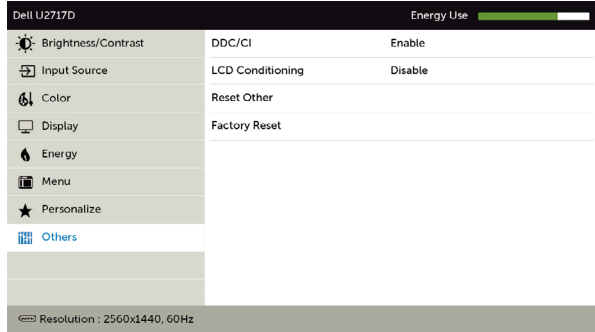 Dell U2717D Energy Use
Brightness/Contrast DDC/CI Enable
Input Source LCD Conditioning Disable
Color Reset Other
Display Factory Reset
Energy
Menu
Personalize
Others
Resolution : 2560x1440, 60Hz